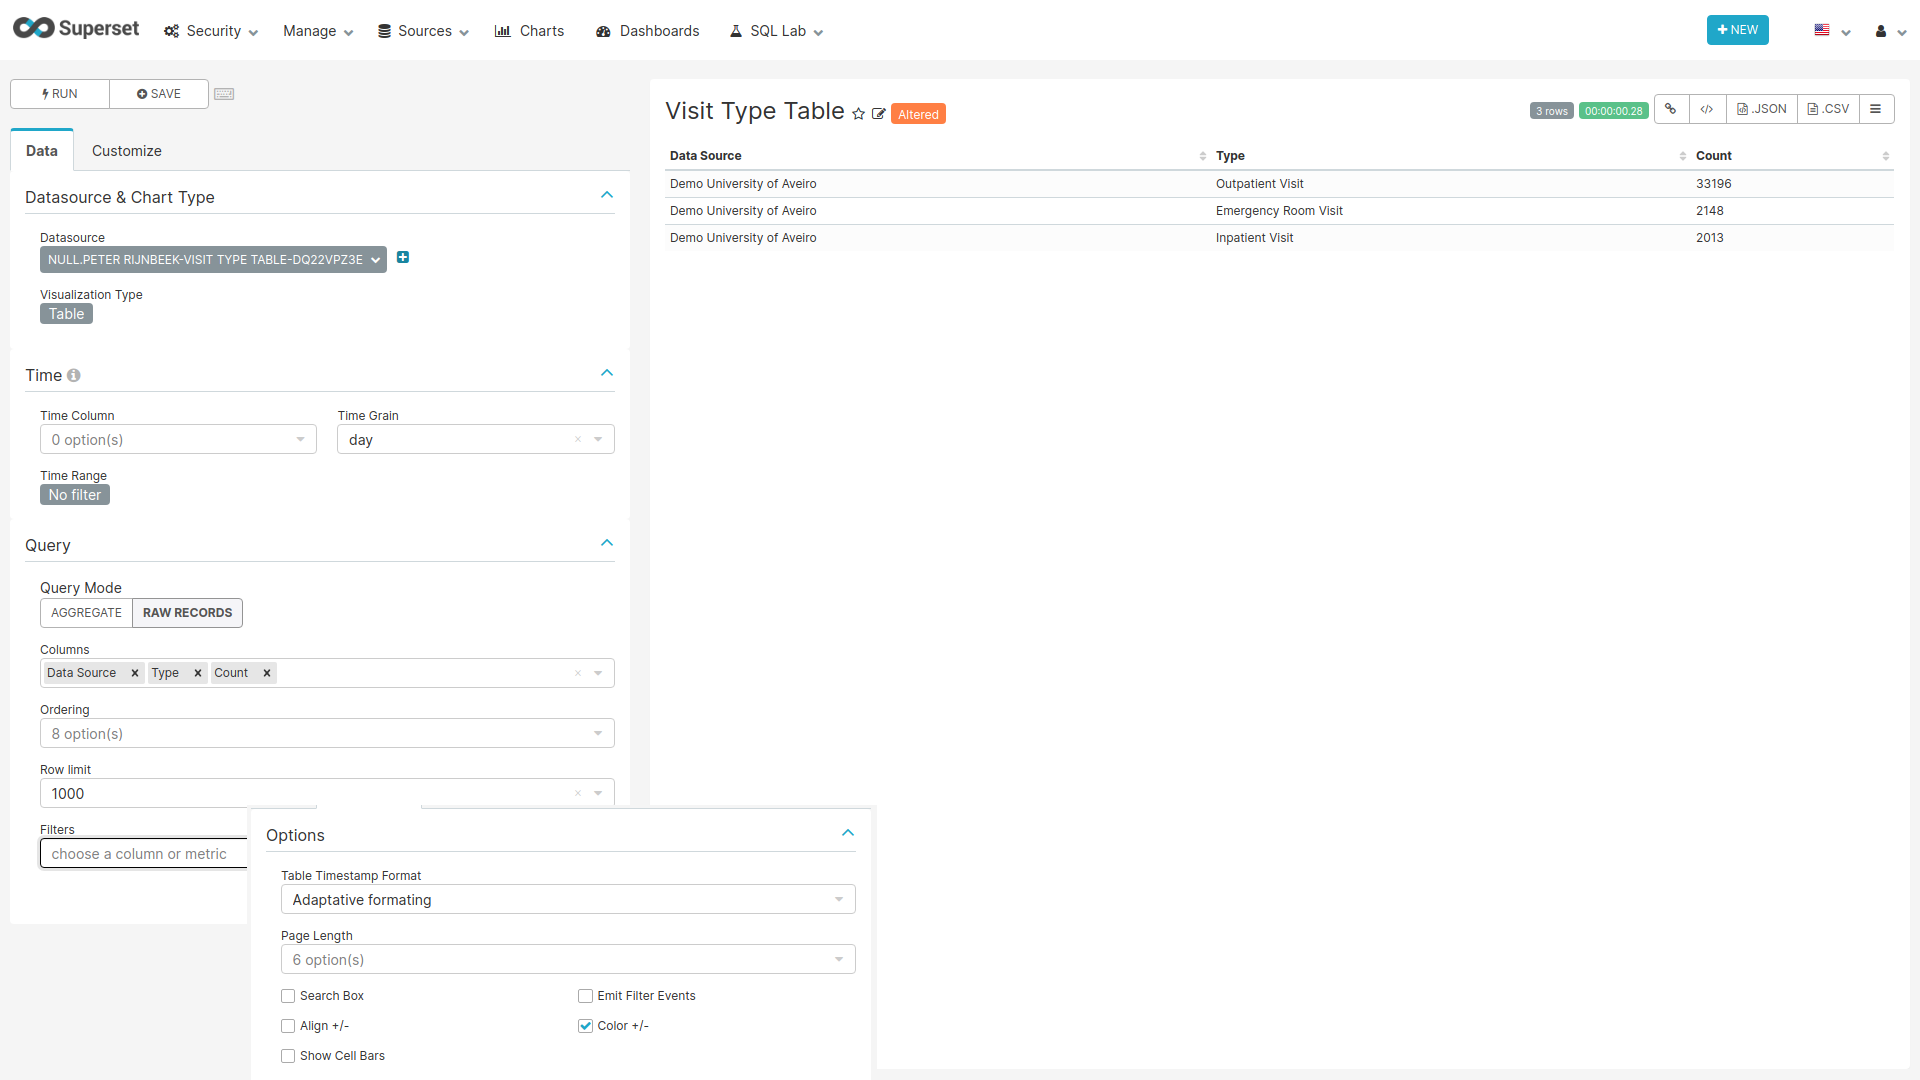 Superset Security Manage Sources Charts Dashboards SQL Lab NEW
RUN SAVE
Data Customize
Datasource & Chart Type
Datasource
NULL.PETER RIJNBEEK-VISIT TYPE TABLE-DQ22VPZ3E
Visualization Type
Table
Time
Time Column Time Grain
0 option(s) day
Time Range
No filter
Query
Query Mode
AGGREGATE RAW RECORDS
Columns
Data Source Type Count
Ordering
8 option(s)
Row limit
1000
Filters
choose a column or metric
Options
Table Timestamp Format
Adaptative formating
Page Length
6 option(s)
Search Box Emit Filter Events
Align +/- Color +/-
Show Cell Bars
Visit Type Table Altered 3 rows 00:00:00.28 .JSON .CSV
Data Source Type Count
Demo University of Aveiro Outpatient Visit 33196
Demo University of Aveiro Emergency Room Visit 2148
Demo University of Aveiro Inpatient Visit 2013